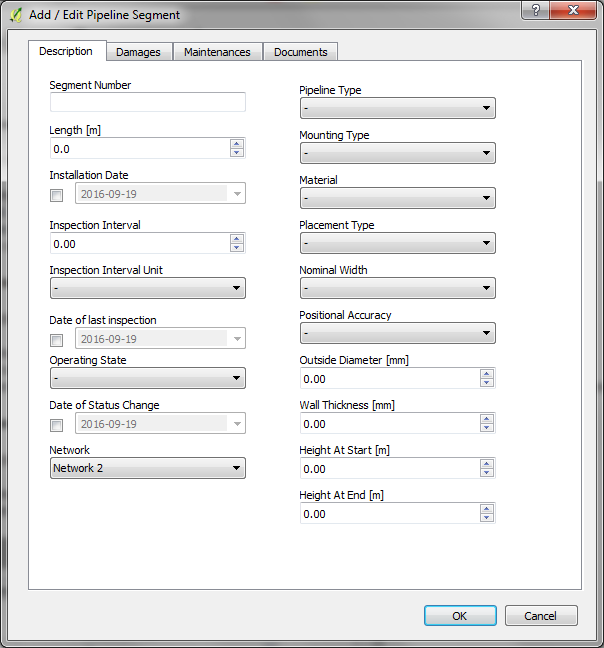 Add / Edit Pipeline Segment
?
Description
Damages
Maintenances
Documents
Segment Number
Length [m]
0.0
Installation Date
2016-09-19
Inspection Interval
0.00
Inspection Interval Unit
-
Date of last inspection
2016-09-19
Operating State
-
Date of Status Change
2016-09-19
Network
Network 2
Pipeline Type
-
Mounting Type
-
Material
-
Placement Type
-
Nominal Width
-
Positional Accuracy
-
Outside Diameter [mm]
0.00
Wall Thickness [mm]
0.00
Height At Start [m]
0.00
Height At End [m]
0.00
OK
Cancel